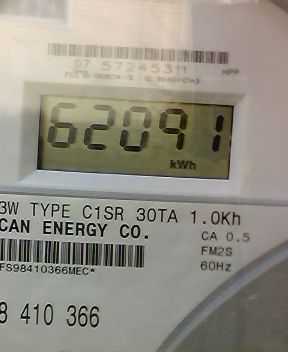 07 57245311
62091
kWh
3W TYPE C1SR 30TA 1.0Kh
CAN ENERGY CO.
CA 0.5
FM2S
FS98410366MEC*
60Hz
8 410 366